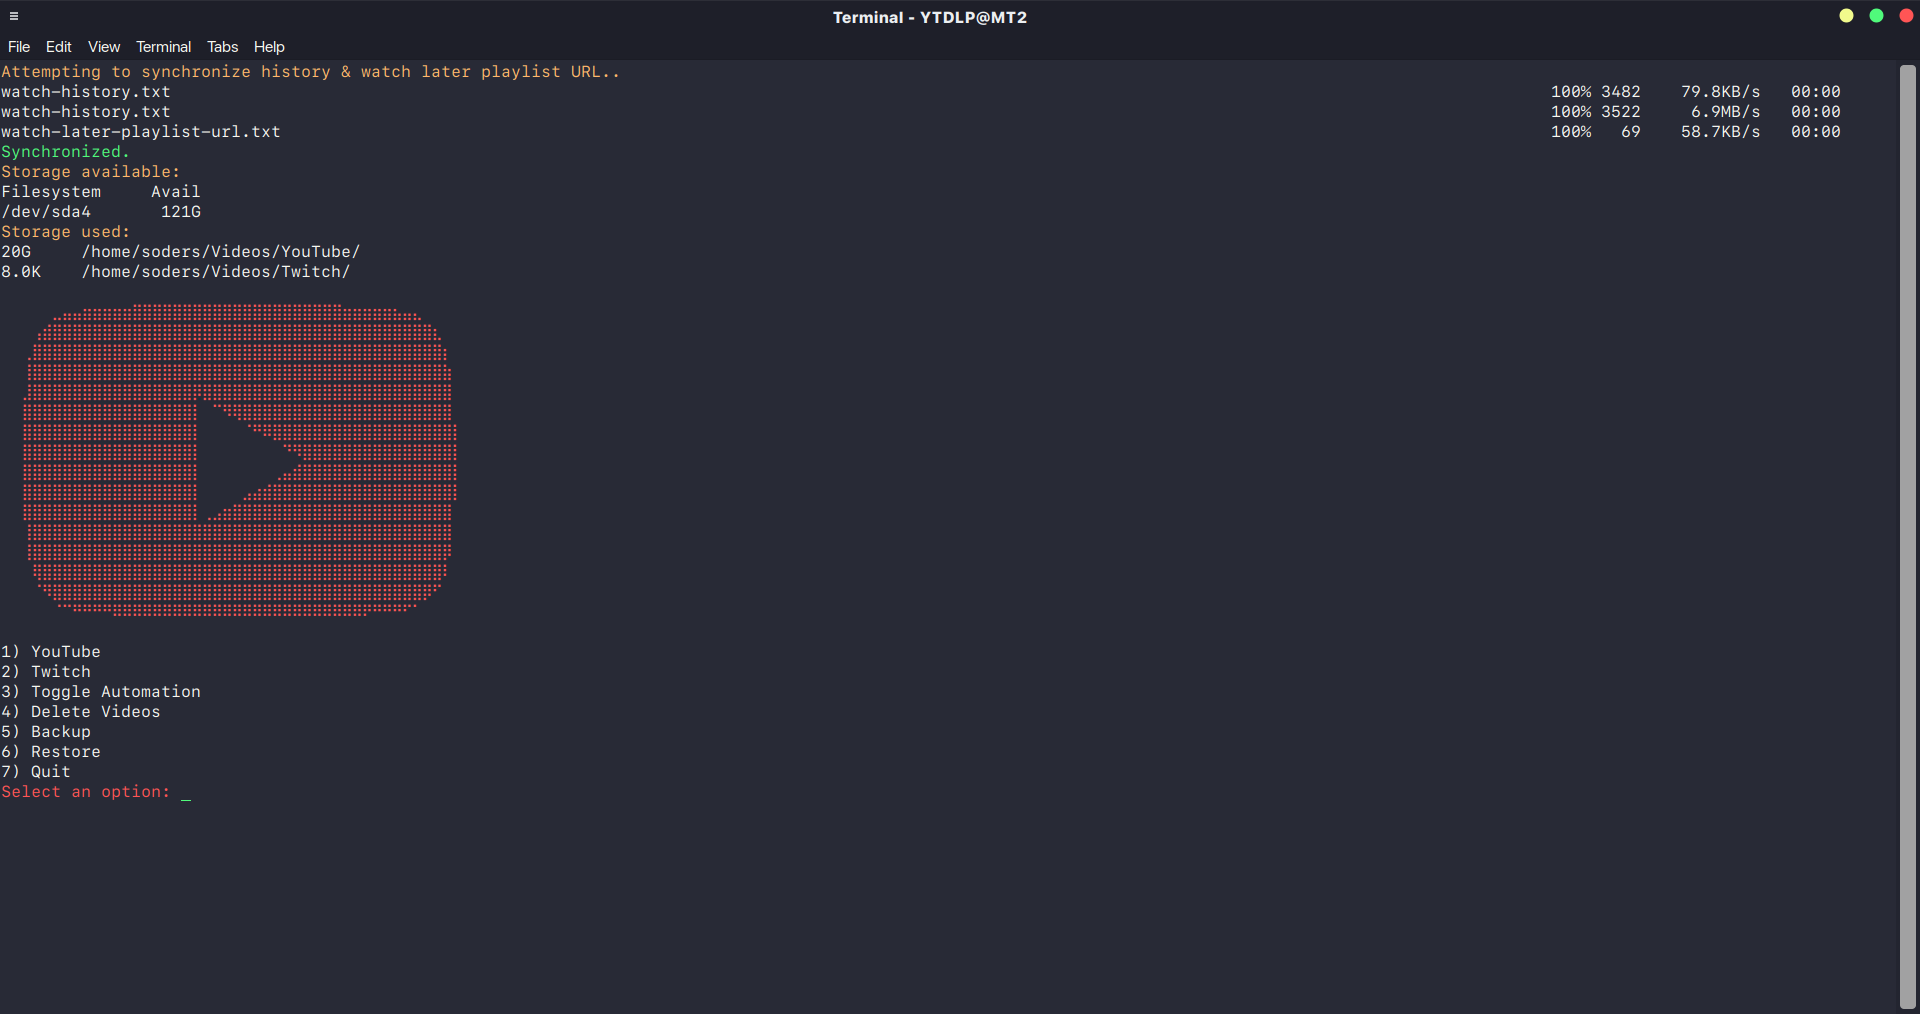 Terminal - YTDLP@MT2
File Edit View Terminal Tabs Help
Attempting to synchronize history & watch later playlist URL..
watch-history.txt 100% 3482 79.8KB/s 00:00
watch-history.txt 100% 3522 6.9MB/s 00:00
watch-later-playlist-url.txt 100% 69 58.7KB/s 00:00
Synchronized.
Storage available:
Filesystem Avail
/dev/sda4 121G
Storage used:
20G /home/soders/Videos/YouTube/
8.0K /home/soders/Videos/Twitch/
1) YouTube
2) Twitch
3) Toggle Automation
4) Delete Videos
5) Backup
6) Restore
7) Quit
Select an option: _